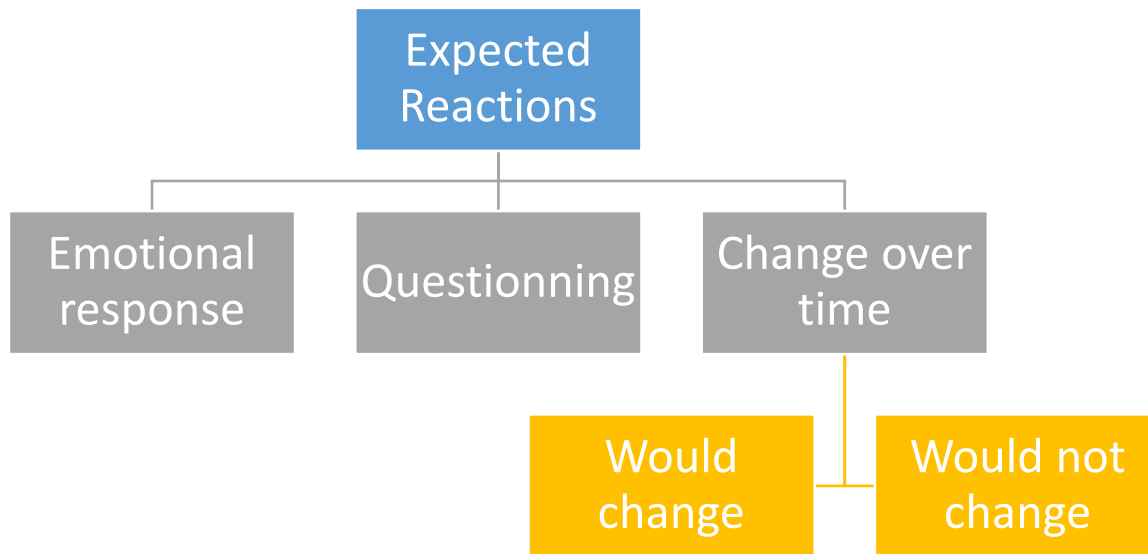 Expected
Reactions
Emotional
response
Questionning
Change over
time
Would
change
Would not
change